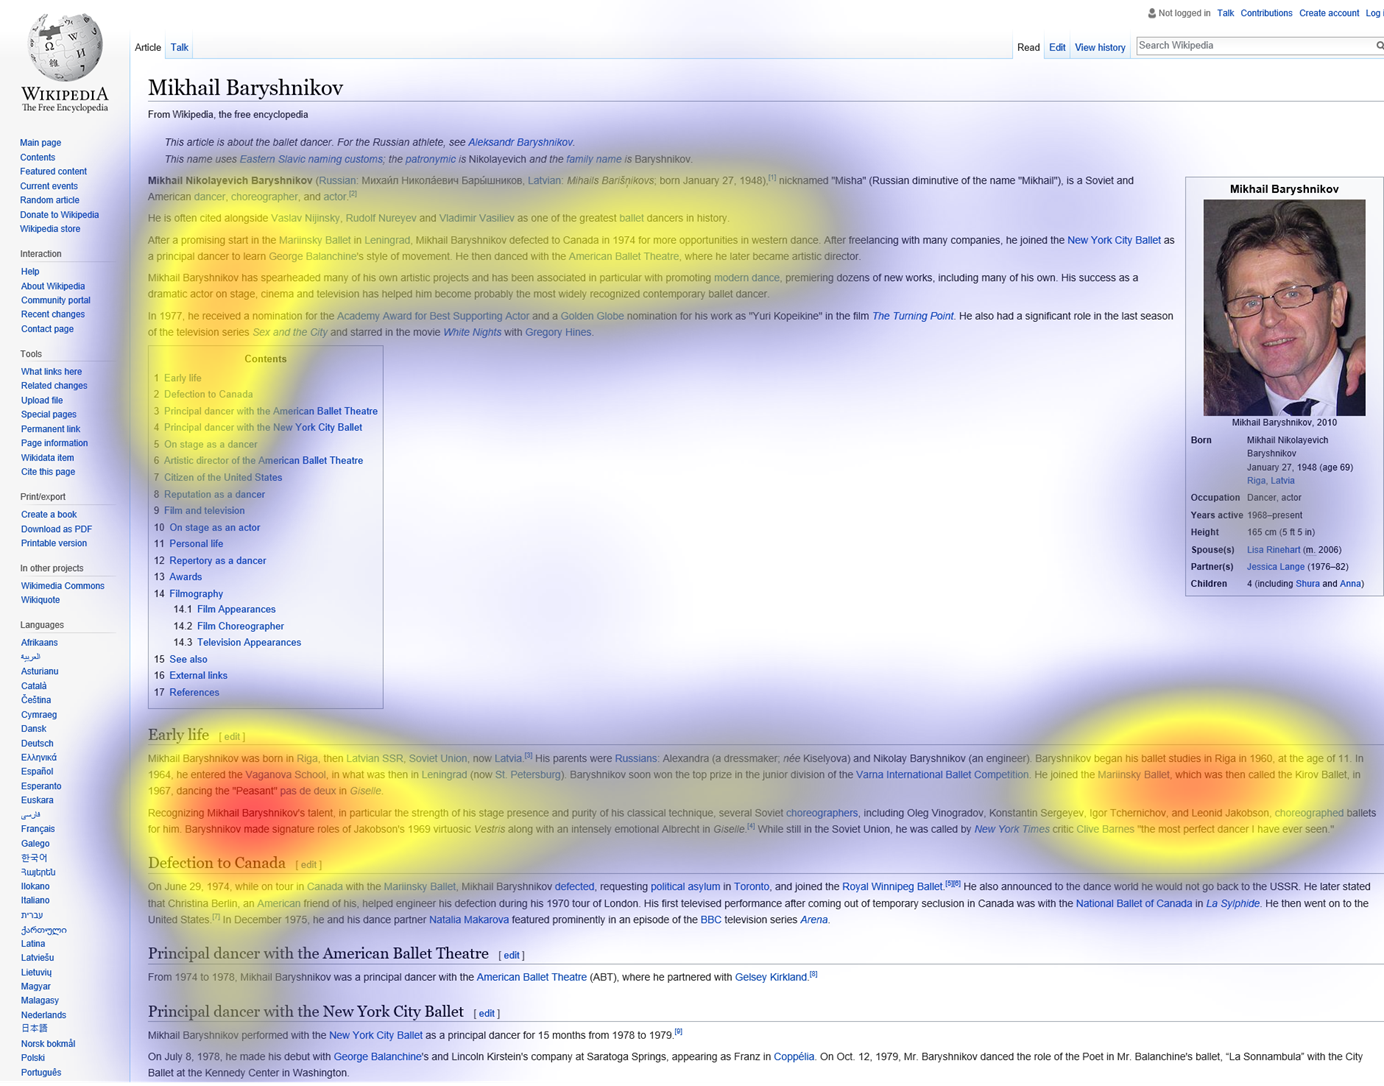 Not logged in Talk Contributions Create account Log
Article Talk Read Edit View history Search Wikipedia
WIKIPEDIA
The Free Encyclopedia
Main page
Contents
Featured content
Current events
Random article
Donate to Wikipedia
Wikipedia store
Interaction
Help
About Wikipedia
Community portal
Recent changes
Contact page
Tools
What links here
Related changes
Upload file
Special pages
Permanent link
Page information
Wikidata item
Cite this page
Print/export
Create a book
Download as PDF
Printable version
In other projects
Wikimedia Commons
Wikiquote
Languages
Afrikaans
العربية
Asturianu
Català
Čeština
Cymraeg
Dansk
Deutsch
Ελληνικά
Español
Esperanto
Euskara
فارسی
Français
Galego
한국어
Հայերեն
Ilokano
Italiano
עברית
ქართული
Latina
Latviešu
Lietuvių
Magyar
Malagasy
Nederlands
日本語
Norsk bokmål
Polski
Português
Mikhail Baryshnikov
From Wikipedia, the free encyclopedia
This article is about the ballet dancer. For the Russian athlete, see Aleksandr Baryshnikov.
This name uses Eastern Slavic naming customs; the patronymic is Nikolayevich and the family name is Baryshnikov.
Mikhail Nikolayevich Baryshnikov (Russian: Михаи́л Никола́евич Бары́шников, Latvian: Mihails Barišņikovs; born January 27, 1948),[1] nicknamed "Misha" (Russian diminutive of the name "Mikhail"), is a Soviet and
American dancer, choreographer, and actor.[2]
He is often cited alongside Vaslav Nijinsky, Rudolf Nureyev and Vladimir Vasiliev as one of the greatest ballet dancers in history.
After a promising start in the Mariinsky Ballet in Leningrad, Mikhail Baryshnikov defected to Canada in 1974 for more opportunities in western dance. After freelancing with many companies, he joined the New York City Ballet as
a principal dancer to learn George Balanchine's style of movement. He then danced with the American Ballet Theatre, where he later became artistic director.
Mikhail Baryshnikov has spearheaded many of his own artistic projects and has been associated in particular with promoting modern dance, premiering dozens of new works, including many of his own. His success as a
dramatic actor on stage, cinema and television has helped him become probably the most widely recognized contemporary ballet dancer.
In 1977, he received a nomination for the Academy Award for Best Supporting Actor and a Golden Globe nomination for his work as "Yuri Kopeikine" in the film The Turning Point. He also had a significant role in the last season
of the television series Sex and the City and starred in the movie White Nights with Gregory Hines.
Contents
1 Early life
2 Defection to Canada
3 Principal dancer with the American Ballet Theatre
4 Principal dancer with the New York City Ballet
5 On stage as a dancer
6 Artistic director of the American Ballet Theatre
7 Citizen of the United States
8 Reputation as a dancer
9 Film and television
10 On stage as an actor
11 Personal life
12 Repertory as a dancer
13 Awards
14 Filmography
14.1 Film Appearances
14.2 Film Choreographer
14.3 Television Appearances
15 See also
16 External links
17 References
Mikhail Baryshnikov
Mikhail Baryshnikov, 2010
Born Mikhail Nikolayevich
Baryshnikov
January 27, 1948 (age 69)
Riga, Latvia
Occupation Dancer, actor
Years active 1968–present
Height 165 cm (5 ft 5 in)
Spouse(s) Lisa Rinehart (m. 2006)
Partner(s) Jessica Lange (1976–82)
Children 4 (including Shura and Anna)
Early life [ edit ]
Mikhail Baryshnikov was born in Riga, then Latvian SSR, Soviet Union, now Latvia.[3] His parents were Russians: Alexandra (a dressmaker; née Kiselyova) and Nikolay Baryshnikov (an engineer). Baryshnikov began his ballet studies in Riga in 1960, at the age of 11. In
1964, he entered the Vaganova School, in what was then in Leningrad (now St. Petersburg). Baryshnikov soon won the top prize in the junior division of the Varna International Ballet Competition. He joined the Mariinsky Ballet, which was then called the Kirov Ballet, in
1967, dancing the "Peasant" pas de deux in Giselle.
Recognizing Mikhail Baryshnikov's talent, in particular the strength of his stage presence and purity of his classical technique, several Soviet choreographers, including Oleg Vinogradov, Konstantin Sergeyev, Igor Tchernichov, and Leonid Jakobson, choreographed ballets
for him. Baryshnikov made signature roles of Jakobson's 1969 virtuosic Vestris along with an intensely emotional Albrecht in Giselle.[4] While still in the Soviet Union, he was called by New York Times critic Clive Barnes "the most perfect dancer I have ever seen."
Defection to Canada [ edit ]
On June 29, 1974, while on tour in Canada with the Mariinsky Ballet, Mikhail Baryshnikov defected, requesting political asylum in Toronto, and joined the Royal Winnipeg Ballet.[5][6] He also announced to the dance world he would not go back to the USSR. He later stated
that Christina Berlin, an American friend of his, helped engineer his defection during his 1970 tour of London. His first televised performance after coming out of temporary seclusion in Canada was with the National Ballet of Canada in La Sylphide. He then went on to the
United States.[7] In December 1975, he and his dance partner Natalia Makarova featured prominently in an episode of the BBC television series Arena.
Principal dancer with the American Ballet Theatre [ edit ]
From 1974 to 1978, Mikhail Baryshnikov was a principal dancer with the American Ballet Theatre (ABT), where he partnered with Gelsey Kirkland.[8]
Principal dancer with the New York City Ballet [ edit ]
Mikhail Baryshnikov performed with the New York City Ballet as a principal dancer for 15 months from 1978 to 1979.[9]
On July 8, 1978, he made his debut with George Balanchine's and Lincoln Kirstein's company at Saratoga Springs, appearing as Franz in Coppélia. On Oct. 12, 1979, Mr. Baryshnikov danced the role of the Poet in Mr. Balanchine's ballet, “La Sonnambula” with the City
Ballet at the Kennedy Center in Washington.